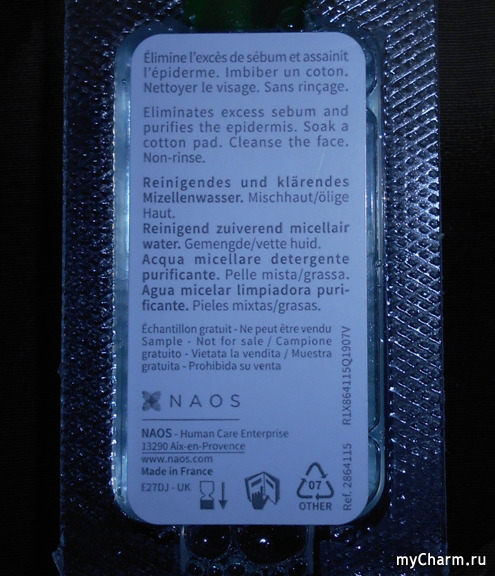 Élimine l'excès de sébum et assainit
l'épiderme. Imbiber un coton.
Nettoyer le visage. Sans rinçage.
Eliminates excess sebum and
purifies the epidermis. Soak a
cotton pad. Cleanse the face.
Non-rinse.
Reinigendes und klärendes
Mizellenwasser. Mischhaut/ölige
Haut.
Reinigend zuiverend micellair
water. Gemengde/vette huid.
Acqua micellare detergente
purificante. Pelle mista/grassa.
Agua micelar limpiadora puri-
ficante. Pieles mixtas/grasas.
Échantillon gratuit - Ne peut être vendu
Sample - Not for sale / Campione
gratuito - Vietata la vendita / Muestra
gratuita - Prohibida su venta
NAOS
NAOS - Human Care Enterprise
13290 Aix-en-Provence
www.naos.com
Made in France
E27DJ - UK
07
OTHER
Ref. 2864115 R1X864115Q1907V
myCharm.ru